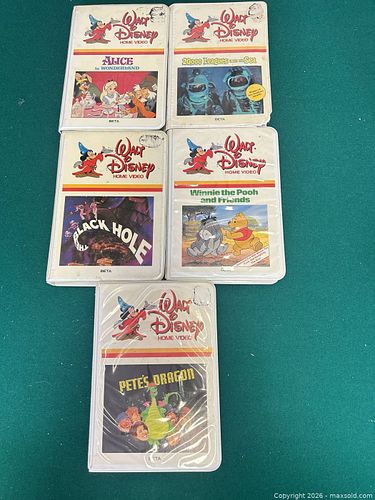 WALT
DISNEY
HOME VIDEO
ALICE
IN WONDERLAND
BETA
WALT
DISNEY
HOME VIDEO
20,000 Leagues UNDER THE Sea
BETA
WALT
DISNEY
HOME VIDEO
THE BLACK HOLE
BETA
WALT
DISNEY
HOME VIDEO
Winnie the Pooh
and Friends
WALT
DISNEY
HOME VIDEO
PETE'S DRAGON
BETA
Copyright 2026 - maxsold.com